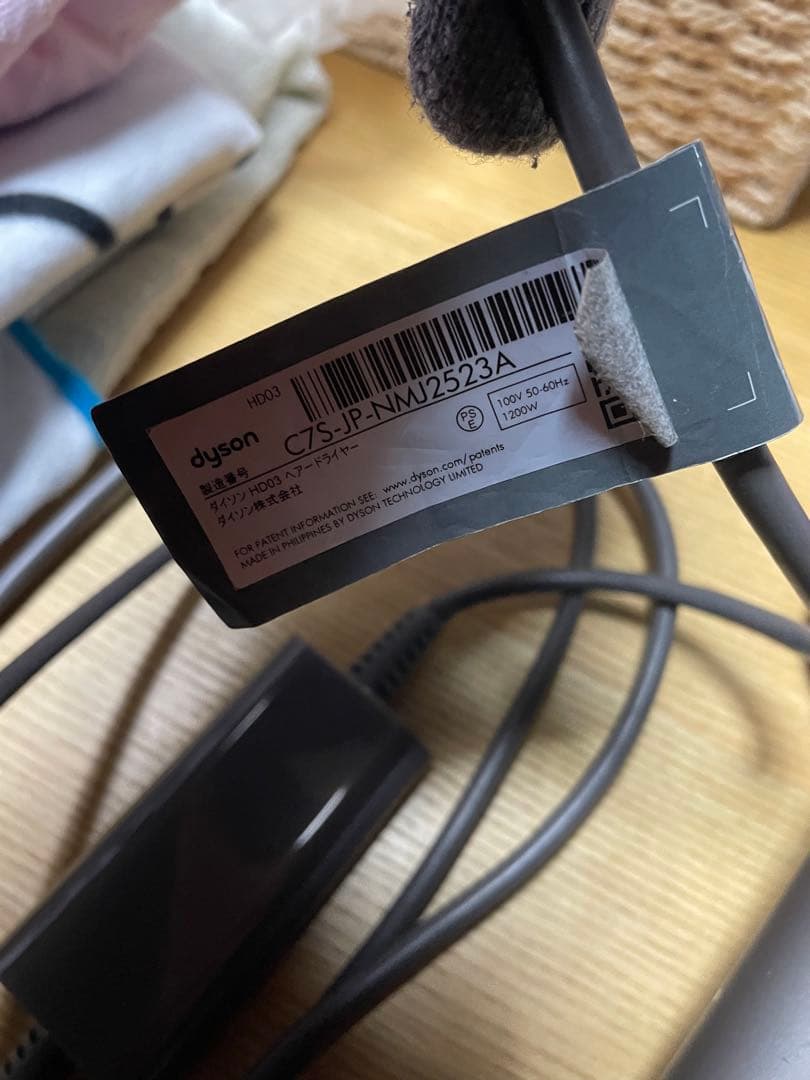 HD03
dyson
製造番号 C7S-JP-NMJ2523A
ダイソン HD03 ヘアードライヤー
ダイソン株式会社
PS
E
100V 50-60Hz
1200W
FOR PATENT INFORMATION SEE: www.dyson.com/patents
MADE IN PHILIPPINES BY DYSON TECHNOLOGY LIMITED